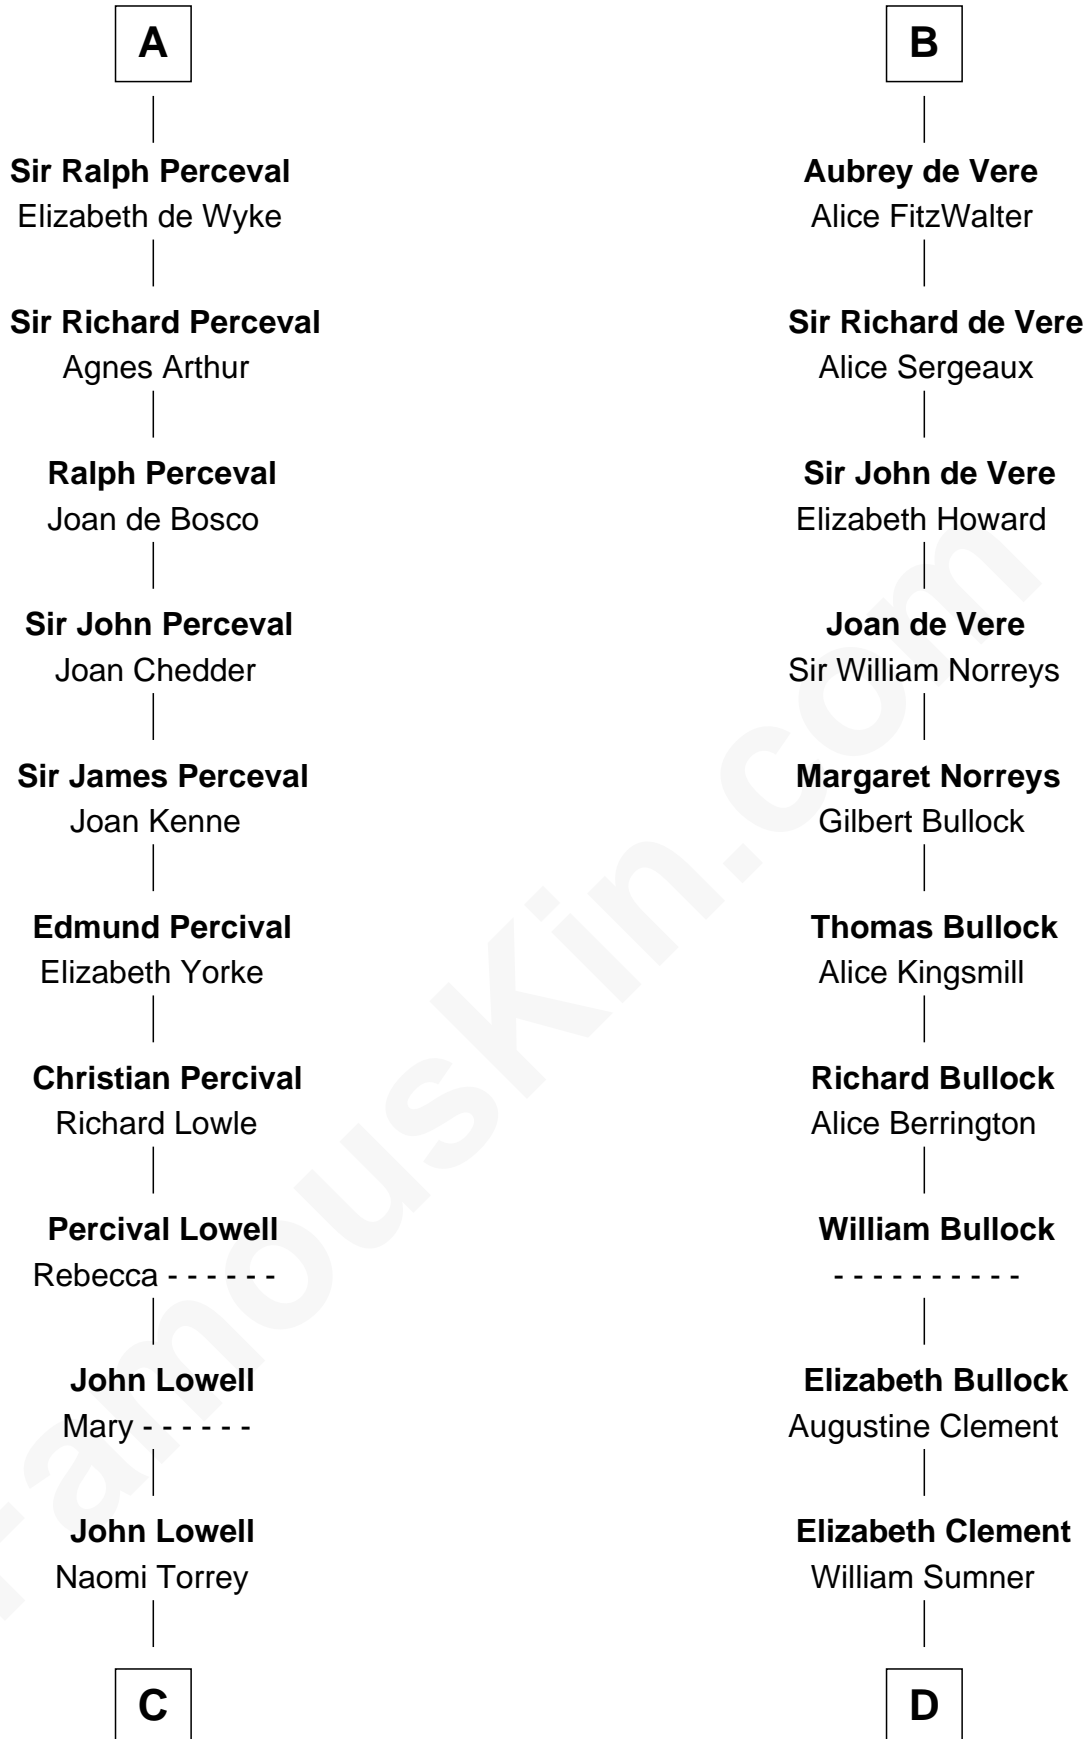 A
Sir Ralph Perceval
Elizabeth de Wyke
Sir Richard Perceval
Agnes Arthur
Ralph Perceval
Joan de Bosco
Sir John Perceval
Joan Chedder
Sir James Perceval
Joan Kenne
Edmund Percival
Elizabeth Yorke
Christian Percival
Richard Lowle
Percival Lowell
Rebecca - - - - - -
John Lowell
Mary - - - - - -
John Lowell
Naomi Torrey
C
B
Aubrey de Vere
Alice FitzWalter
Sir Richard de Vere
Alice Sergeaux
Sir John de Vere
Elizabeth Howard
Joan de Vere
Sir William Norreys
Margaret Norreys
Gilbert Bullock
Thomas Bullock
Alice Kingsmill
Richard Bullock
Alice Berrington
William Bullock
- - - - - - - - - -
Elizabeth Bullock
Augustine Clement
Elizabeth Clement
William Sumner
D
FamousKin.com